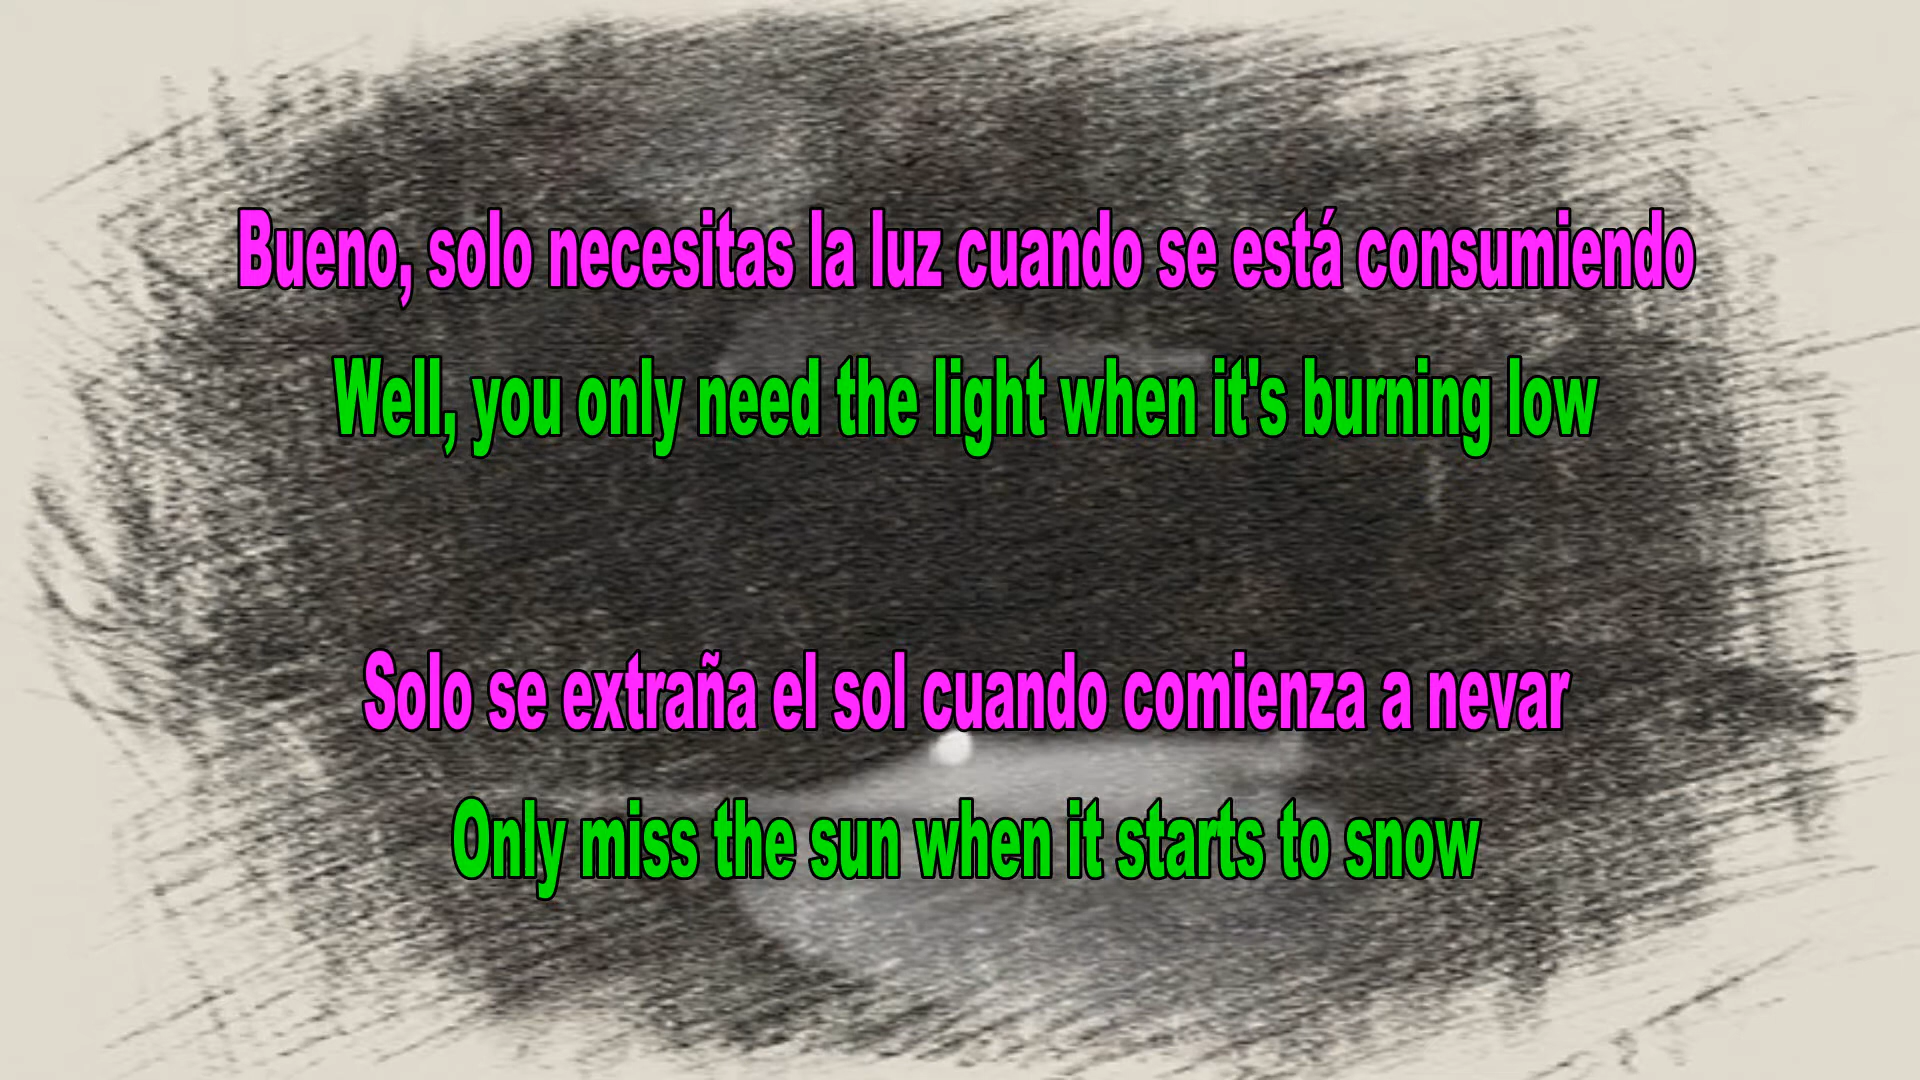 Bueno, solo necesitas la luz cuando se está consumiendo
Well, you only need the light when it's burning low
Solo se extraña el sol cuando comienza a nevar
Only miss the sun when it starts to snow